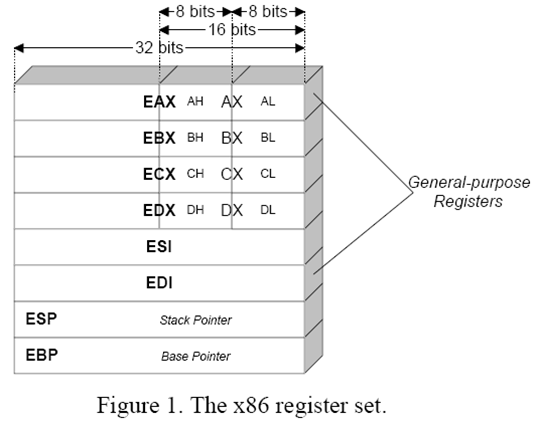 8 bits 8 bits
16 bits
32 bits
EAX AH AX AL
EBX BH BX BL
ECX CH CX CL
EDX DH DX DL
ESI
EDI
ESP Stack Pointer
EBP Base Pointer
General-purpose
Registers
Figure 1. The x86 register set.